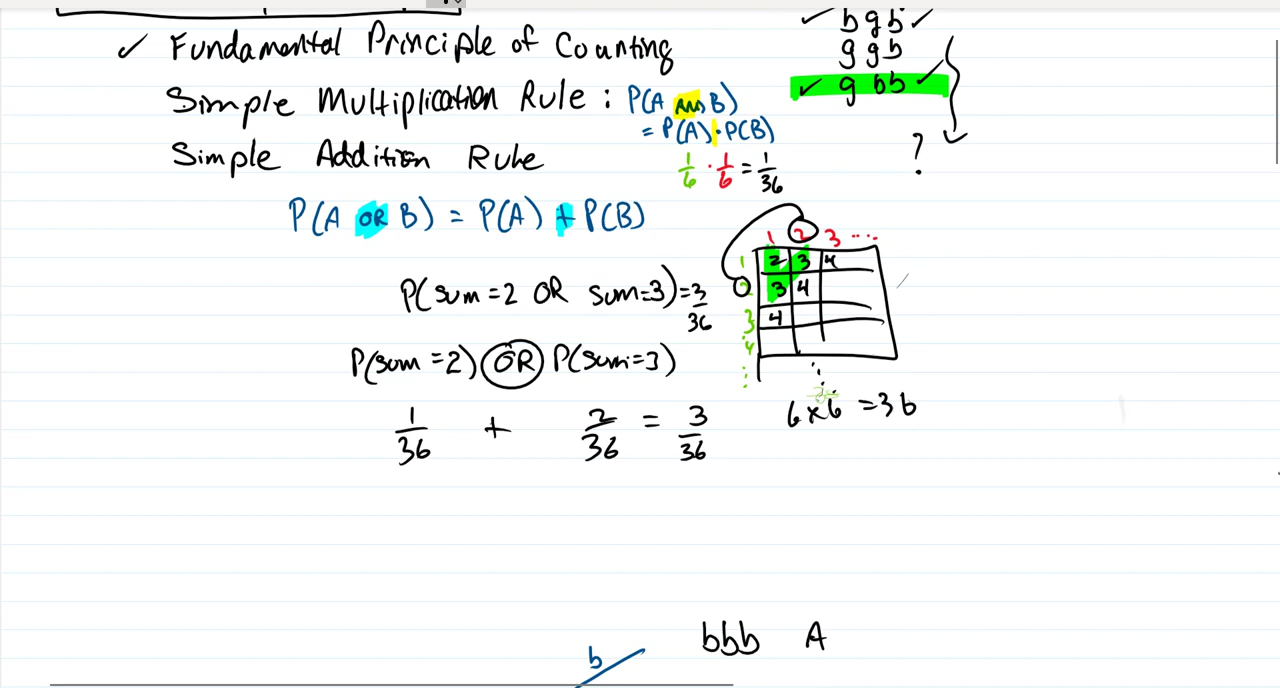 ✓ Fundamental Principle of Counting
Simple Multiplication Rule : P(A AND B)
= P(A) · P(B)
1/6 · 1/6 = 1/36
Simple Addition Rule
P(A OR B) = P(A) + P(B)
P(sum = 2 OR sum = 3) = 3/36
P(sum = 2) OR P(sum = 3)
1/36 + 2/36 = 3/36
✓ b g b ✓
g g b
✓ g b b ✓
?
1 2 3 ...
1 2 3 4
2 3 4
3 4
4
6 × 6 = 36
bbb A
b